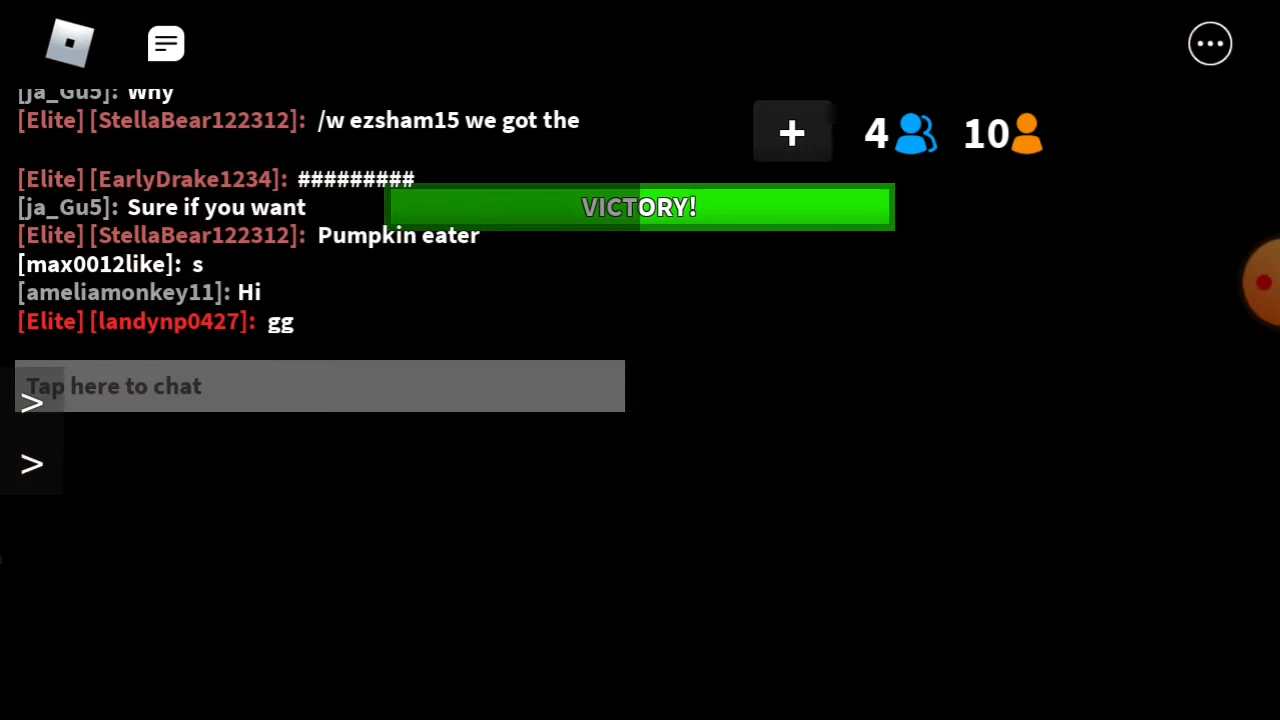 [ja_Gu5]: Why
[Elite] [StellaBear122312]: /w ezsham15 we got the
+ 4 10
[Elite] [EarlyDrake1234]: #########
[ja_Gu5]: Sure if you want
VICTORY!
[Elite] [StellaBear122312]: Pumpkin eater
[max0012like]: s
[ameliamonkey11]: Hi
[Elite] [landynp0427]: gg
Tap here to chat
>
>